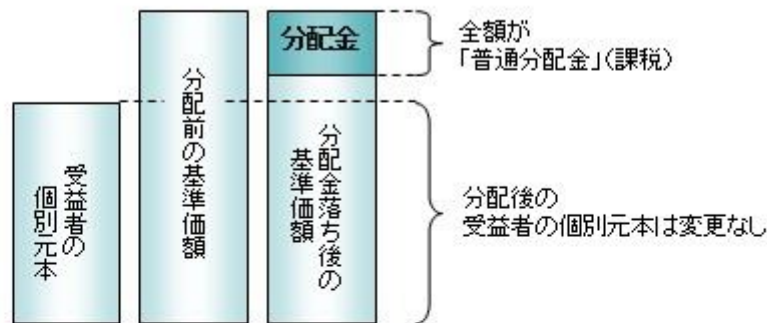 受益者の
個別元本
分配前の基準価額
分配金
分配金落ち後の
基準価額
全額が
「普通分配金」(課税)
分配後の
受益者の個別元本は変更なし